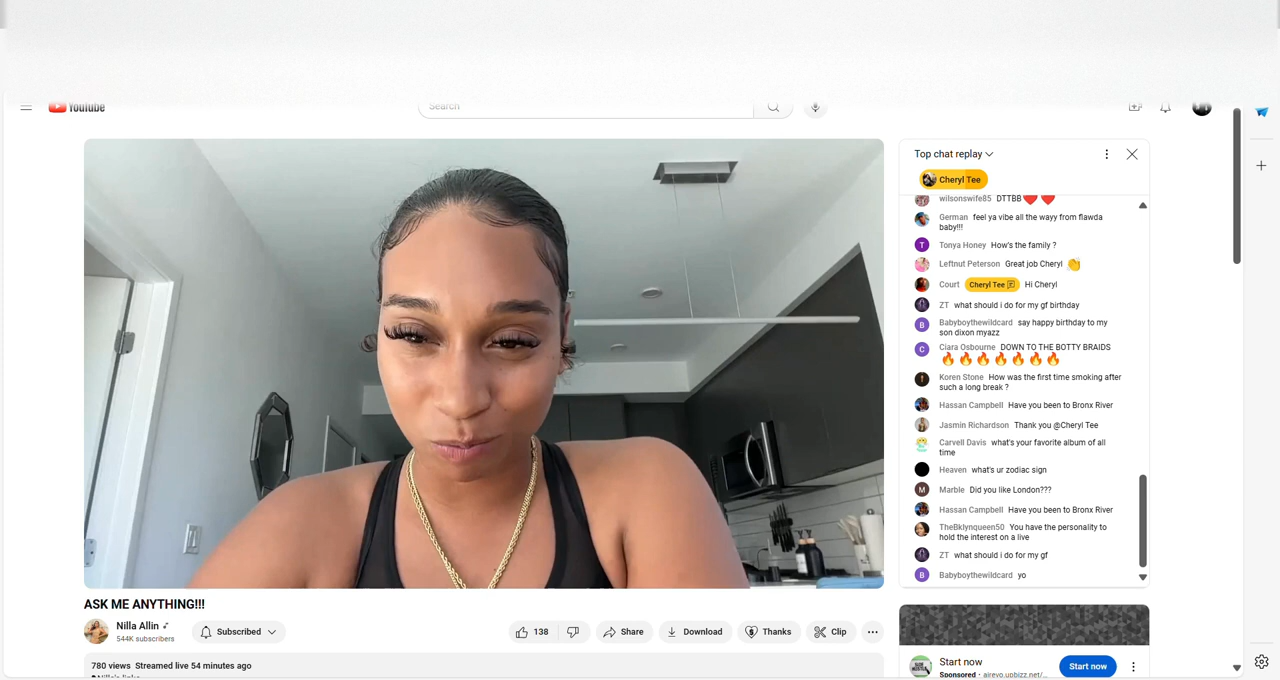 YouTube
Search
Top chat replay
Cheryl Tee
wilsonswife85 DTTBB❤️ ❤️
German feel ya vibe all the wayy from flawda
baby!!!
T
Tonya Honey How's the family ?
Leftnut Peterson Great job Cheryl 👏
Court Cheryl Tee Hi Cheryl
ZT what should i do for my gf birthday
B
Babyboythewildcard say happy birthday to my
son dixon myazz
C
Ciara Osbourne DOWN TO THE BOTTY BRAIDS
🔥🔥🔥🔥🔥🔥🔥
Koren Stone How was the first time smoking after
such a long break ?
Hassan Campbell Have you been to Bronx River
Jasmin Richardson Thank you @Cheryl Tee
Carvell Davis what's your favorite album of all
time
Heaven what's ur zodiac sign
M
Marble Did you like London???
Hassan Campbell Have you been to Bronx River
TheBklynqueen50 You have the personality to
hold the interest on a live
ZT what should i do for my gf
B
Babyboythewildcard yo
ASK ME ANYTHING!!!
Nilla Allin
544K subscribers
Subscribed
138
Share
Download
Thanks
Clip
780 views Streamed live 54 minutes ago
Nilla's links
Start now
Sponsored · airevo.upbizz.net/...
Start now